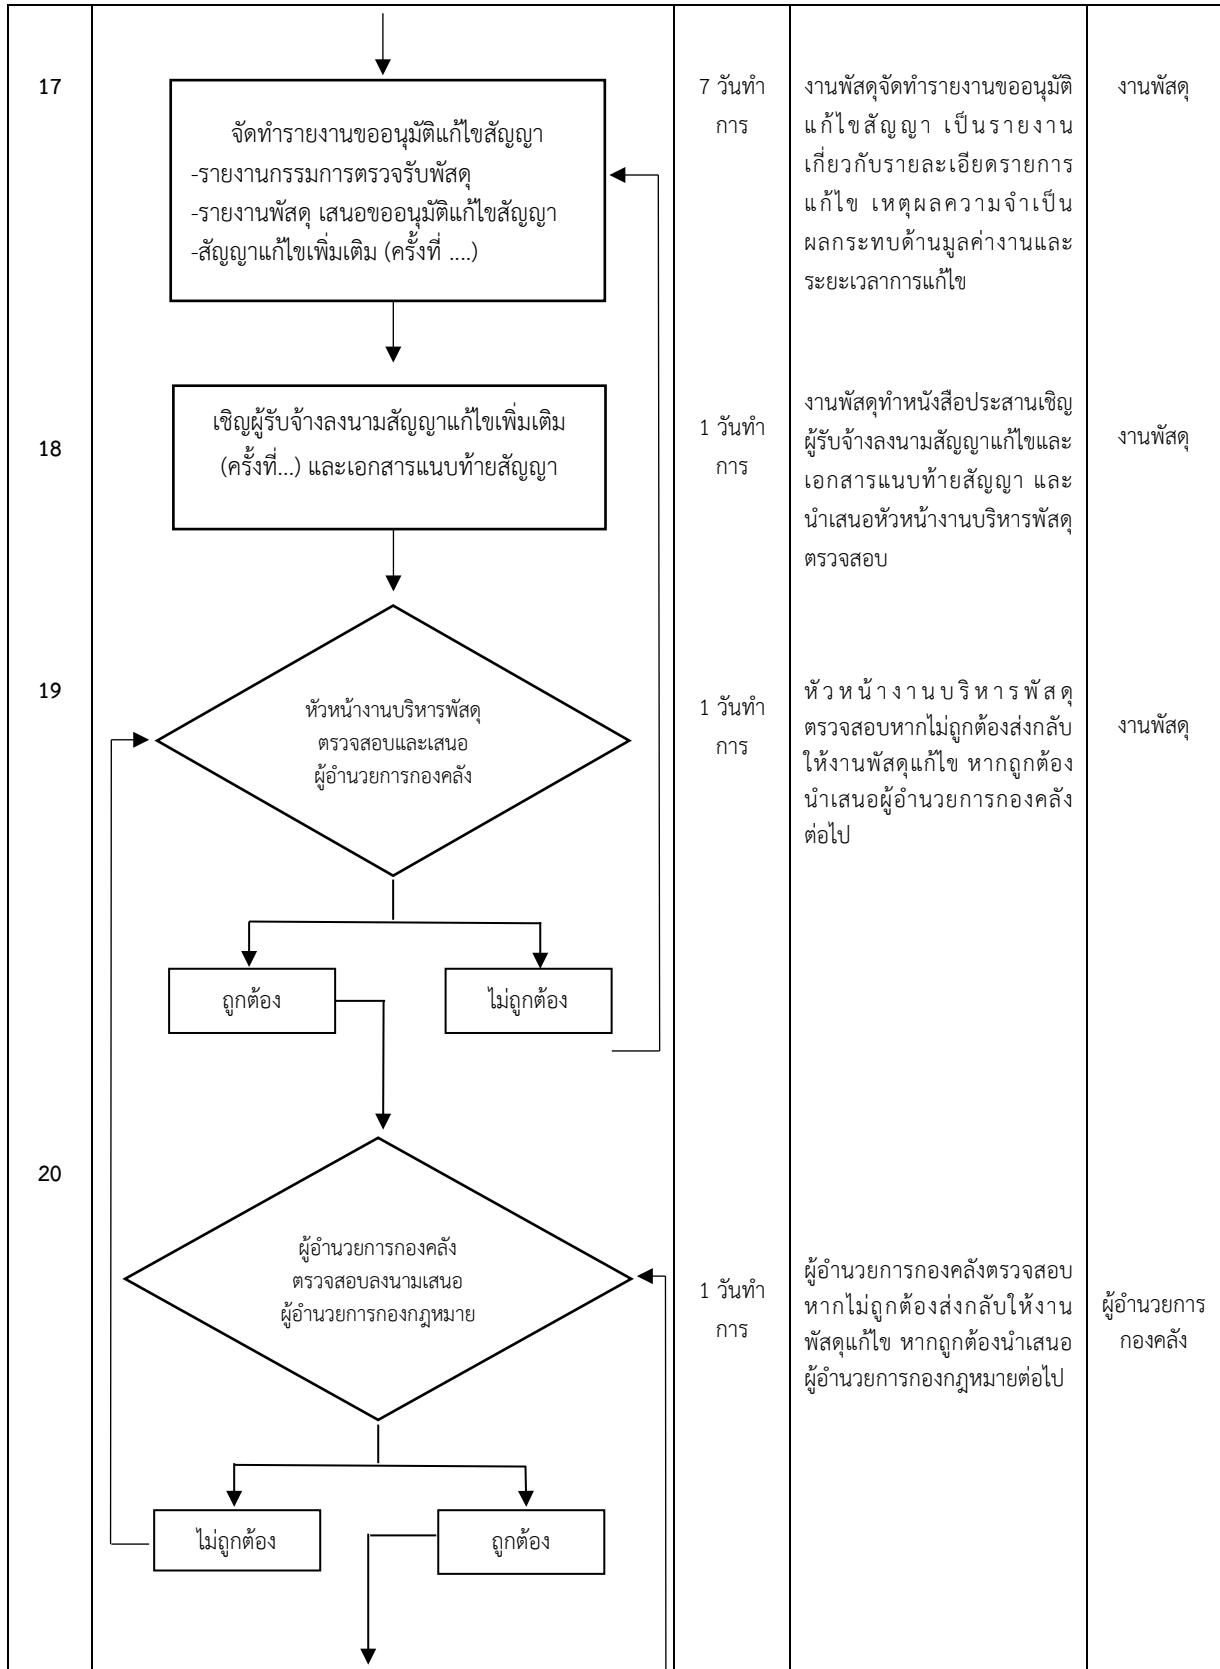 17
จัดทำรายงานขออนุมัติแก้ไขสัญญา
-รายงานกรรมการตรวจรับพัสดุ
-รายงานพัสดุ เสนอขออนุมัติแก้ไขสัญญา
-สัญญาแก้ไขเพิ่มเติม (ครั้งที่ ....)
7 วันทำ
การ
งานพัสดุจัดทำรายงานขออนุมัติ
แก้ไขสัญญา เป็นรายงาน
เกี่ยวกับรายละเอียดรายการ
แก้ไข เหตุผลความจำเป็น
ผลกระทบด้านมูลค่างานและ
ระยะเวลาการแก้ไข
งานพัสดุ
18
เชิญผู้รับจ้างลงนามสัญญาแก้ไขเพิ่มเติม
(ครั้งที่...) และเอกสารแนบท้ายสัญญา
1 วันทำ
การ
งานพัสดุทำหนังสือประสานเชิญ
ผู้รับจ้างลงนามสัญญาแก้ไขและ
เอกสารแนบท้ายสัญญา และ
นำเสนอหัวหน้างานบริหารพัสดุ
ตรวจสอบ
งานพัสดุ
19
หัวหน้างานบริหารพัสดุ
ตรวจสอบและเสนอ
ผู้อำนวยการกองคลัง
1 วันทำ
การ
หัวหน้างานบริหารพัสดุ
ตรวจสอบหากไม่ถูกต้องส่งกลับ
ให้งานพัสดุแก้ไข หากถูกต้อง
นำเสนอผู้อำนวยการกองคลัง
ต่อไป
งานพัสดุ
ถูกต้อง
ไม่ถูกต้อง
20
ผู้อำนวยการกองคลัง
ตรวจสอบลงนามเสนอ
ผู้อำนวยการกองกฎหมาย
1 วันทำ
การ
ผู้อำนวยการกองคลังตรวจสอบ
หากไม่ถูกต้องส่งกลับให้งาน
พัสดุแก้ไข หากถูกต้องนำเสนอ
ผู้อำนวยการกองกฎหมายต่อไป
ผู้อำนวยการ
กองคลัง
ไม่ถูกต้อง
ถูกต้อง